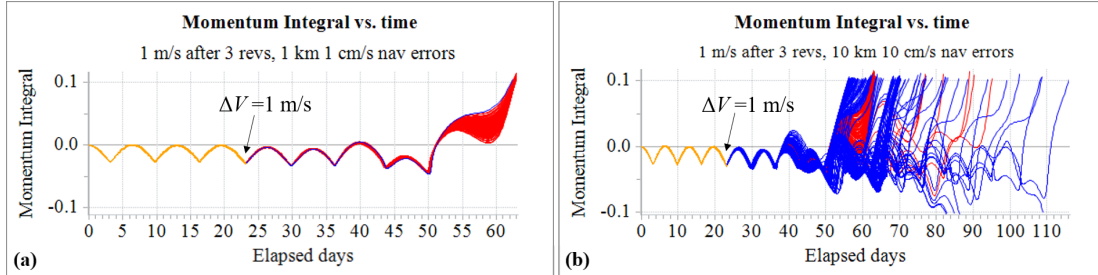 Momentum Integral vs. time
1 m/s after 3 revs, 1 km 1 cm/s nav errors
Momentum Integral
0.1
0.0
-0.1
ΔV=1 m/s
0 5 10 15 20 25 30 35 40 45 50 55 60
Elapsed days
(a)
Momentum Integral vs. time
1 m/s after 3 revs, 10 km 10 cm/s nav errors
Momentum Integral
0.1
0.0
-0.1
ΔV=1 m/s
0 10 20 30 40 50 60 70 80 90 100 110
Elapsed days
(b)